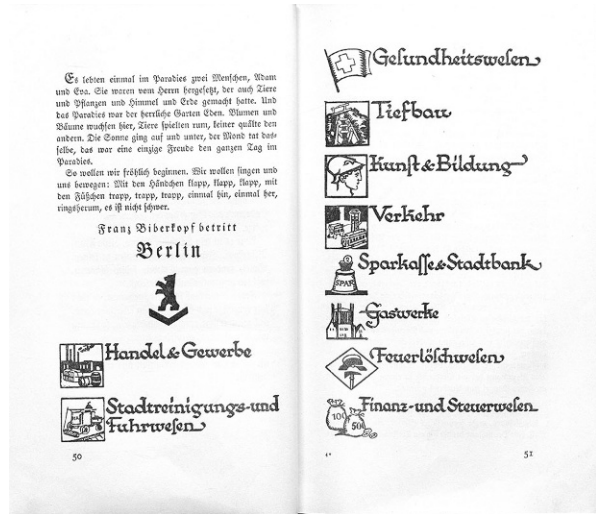 Es lebten einmal im Paradies zwei Menschen, Adam
und Eva. Sie waren vom Herrn hergesetzt, der auch Tiere
und Pflanzen und Himmel und Erde gemacht hatte. Und
das Paradies war der herrliche Garten Eden. Blumen und
Bäume wuchsen hier, Tiere spielten rum, keiner quälte den
andern. Die Sonne ging auf und unter, der Mond tat das-
selbe, das war eine einzige Freude den ganzen Tag im
Paradies.
So wollen wir fröhlich beginnen. Wir wollen singen und
uns bewegen: Mit den Händchen klapp, klapp, klapp, mit
den Füßchen trapp, trapp, trapp, einmal hin, einmal her,
ringsherum, es ist nicht schwer.
Franz Biberkopf betritt
Berlin
Handel & Gewerbe
Stadtreinigungs- und
Fuhrwesen
50
Gesundheitswesen
Tiefbau
Kunst & Bildung
Verkehr
Sparkasse & Stadtbank
SPAR
Gaswerke
Feuerlöschwesen
Finanz- und Steuerwesen
100
50
51